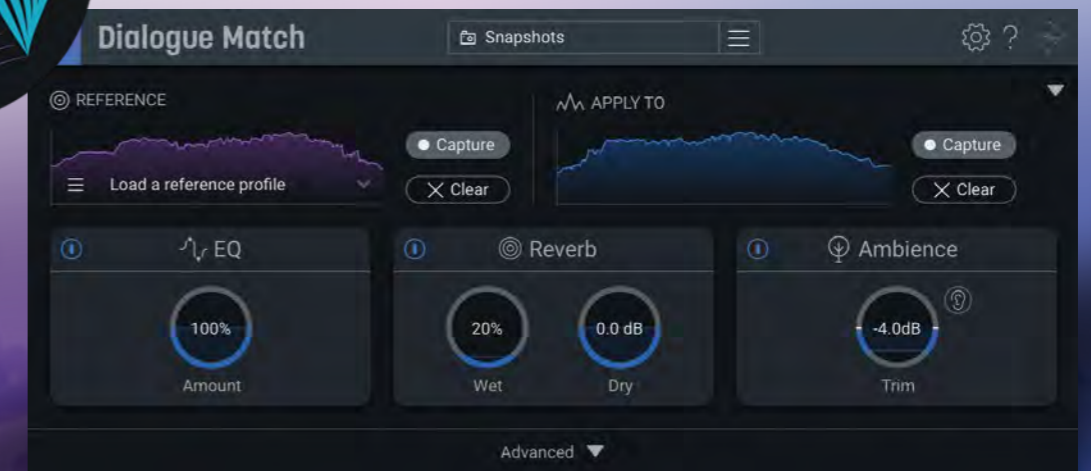 Dialogue Match
Snapshots
?
REFERENCE
APPLY TO
Capture
Capture
Load a reference profile
Clear
Clear
EQ
Reverb
Ambience
100%
20%
0.0 dB
-4.0dB
Amount
Wet
Dry
Trim
Advanced